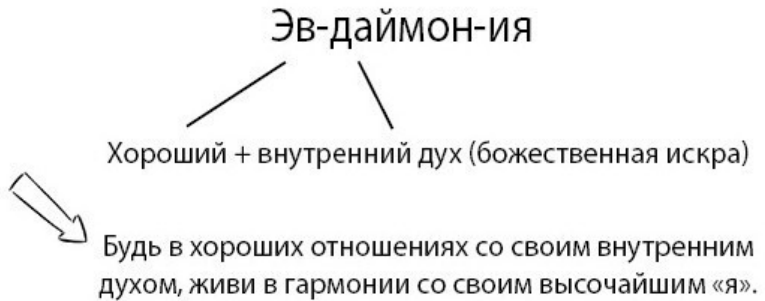 Эв-даймон-ия
Хороший + внутренний дух (божественная искра)
Будь в хороших отношениях со своим внутренним
духом, живи в гармонии со своим высочайшим «я».